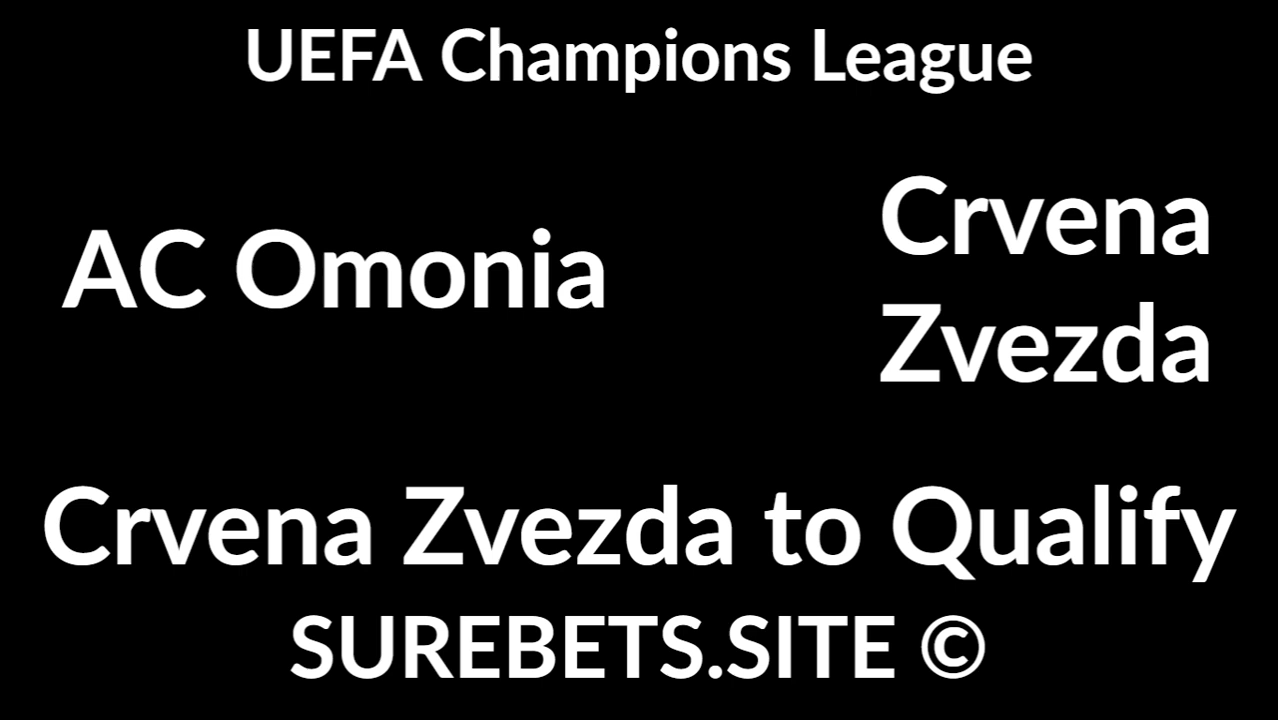 UEFA Champions League
AC Omonia
Crvena
Zvezda
Crvena Zvezda to Qualify
SUREBETS.SITE ©